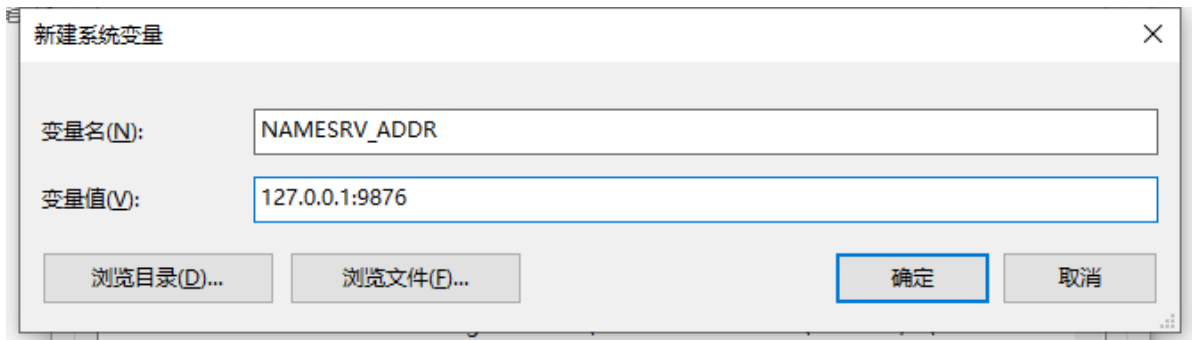 新建系统变量
变量名(N):
NAMESRV_ADDR
变量值(V):
127.0.0.1:9876
浏览目录(D)...
浏览文件(F)...
确定
取消